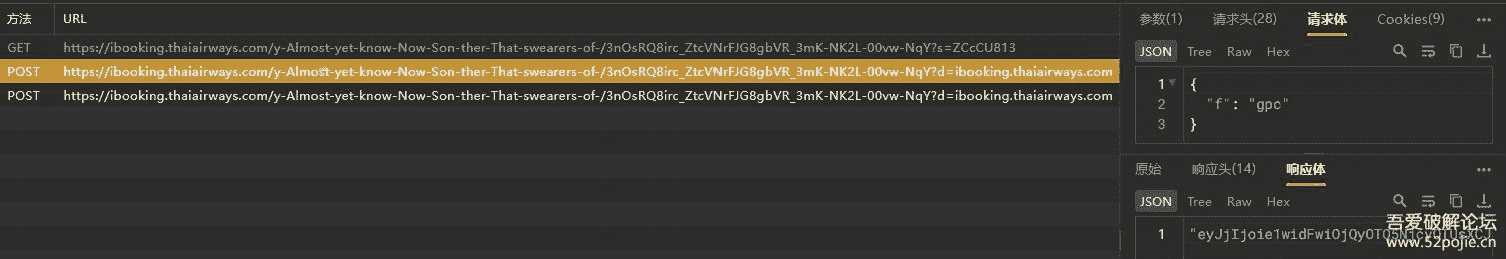 方法 URL
GET https://ibooking.thaiairways.com/y-Almost-yet-know-Now-Son-ther-That-swearers-of-/3nOsRQ8irc_ZtcVNrFJG8gbVR_3mK-NK2L-00vw-NqY?s=ZCcCU813
POST https://ibooking.thaiairways.com/y-Almost-yet-know-Now-Son-ther-That-swearers-of-/3nOsRQ8irc_ZtcVNrFJG8gbVR_3mK-NK2L-00vw-NqY?d=ibooking.thaiairways.com
POST https://ibooking.thaiairways.com/y-Almost-yet-know-Now-Son-ther-That-swearers-of-/3nOsRQ8irc_ZtcVNrFJG8gbVR_3mK-NK2L-00vw-NqY?d=ibooking.thaiairways.com
参数(1) 请求头(28) 请求体 Cookies(9)
JSON Tree Raw Hex
1 {
2 "f": "gpc"
3 }
原始 响应头(14) 响应体
JSON Tree Raw Hex
1
吾爱破解论坛
www.52pojie.cn